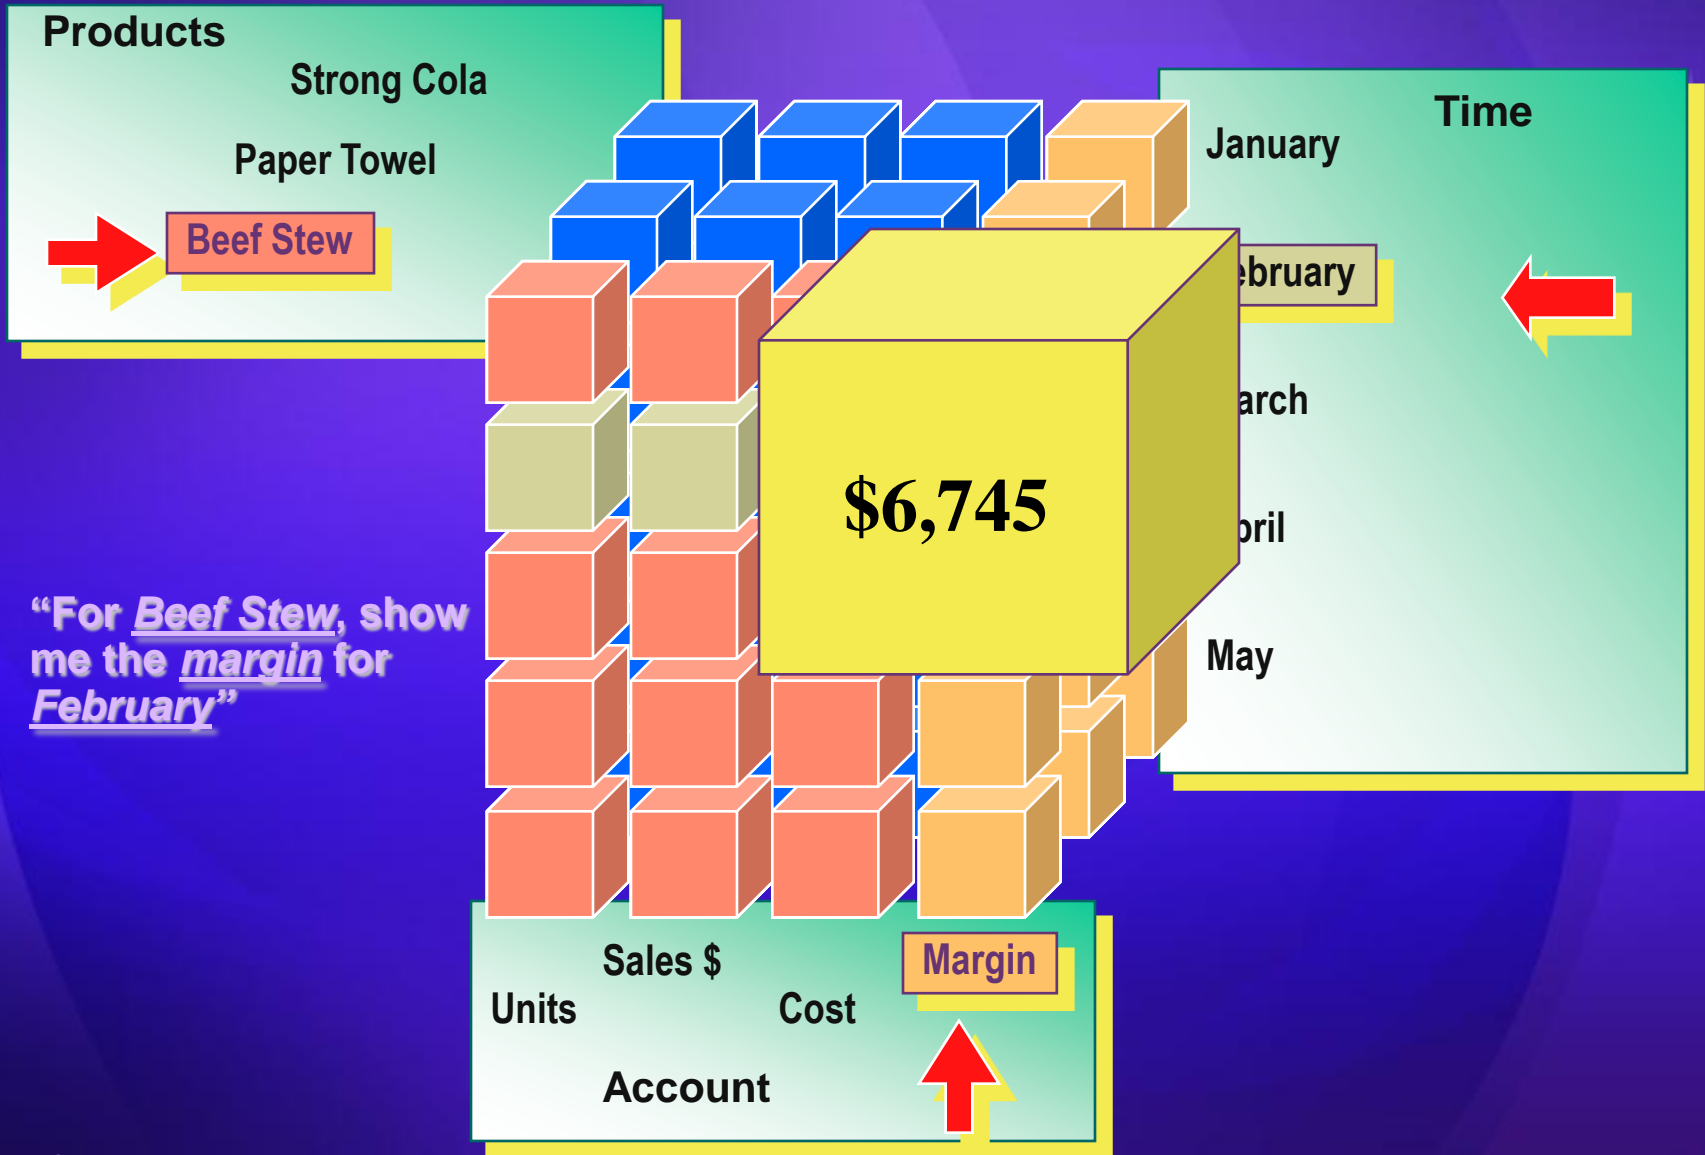 Products
Strong Cola
Paper Towel
Beef Stew
Time
January
ebruary
arch
pril
May
$6,745
“For Beef Stew, show
me the margin for
February”
Sales $
Margin
Units
Cost
Account